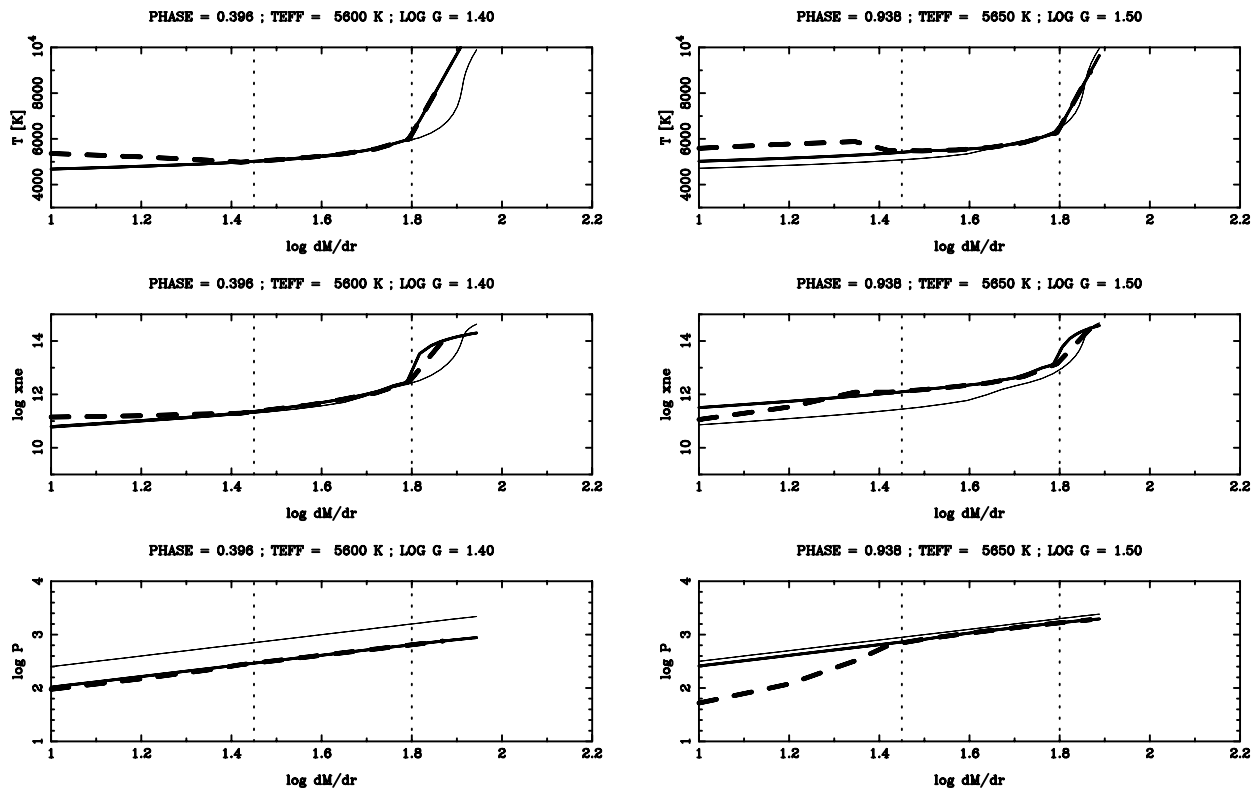 PHASE = 0.396 ; TEFF = 5600 K ; LOG G = 1.40
10^4
8000
6000
4000
T [K]
1 1.2 1.4 1.6 1.8 2 2.2
log dM/dr
PHASE = 0.938 ; TEFF = 5650 K ; LOG G = 1.50
10^4
8000
6000
4000
T [K]
1 1.2 1.4 1.6 1.8 2 2.2
log dM/dr
PHASE = 0.396 ; TEFF = 5600 K ; LOG G = 1.40
14
12
10
log xne
1 1.2 1.4 1.6 1.8 2 2.2
log dM/dr
PHASE = 0.938 ; TEFF = 5650 K ; LOG G = 1.50
14
12
10
log xne
1 1.2 1.4 1.6 1.8 2 2.2
log dM/dr
PHASE = 0.396 ; TEFF = 5600 K ; LOG G = 1.40
4
3
2
1
log P
1 1.2 1.4 1.6 1.8 2 2.2
log dM/dr
PHASE = 0.938 ; TEFF = 5650 K ; LOG G = 1.50
4
3
2
1
log P
1 1.2 1.4 1.6 1.8 2 2.2
log dM/dr